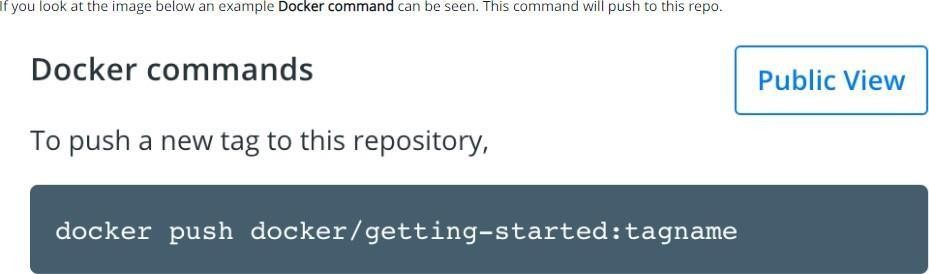 If you look at the image below an example Docker command can be seen. This command will push to this repo.
Docker commands
Public View
To push a new tag to this repository,
docker push docker/getting-started:tagname